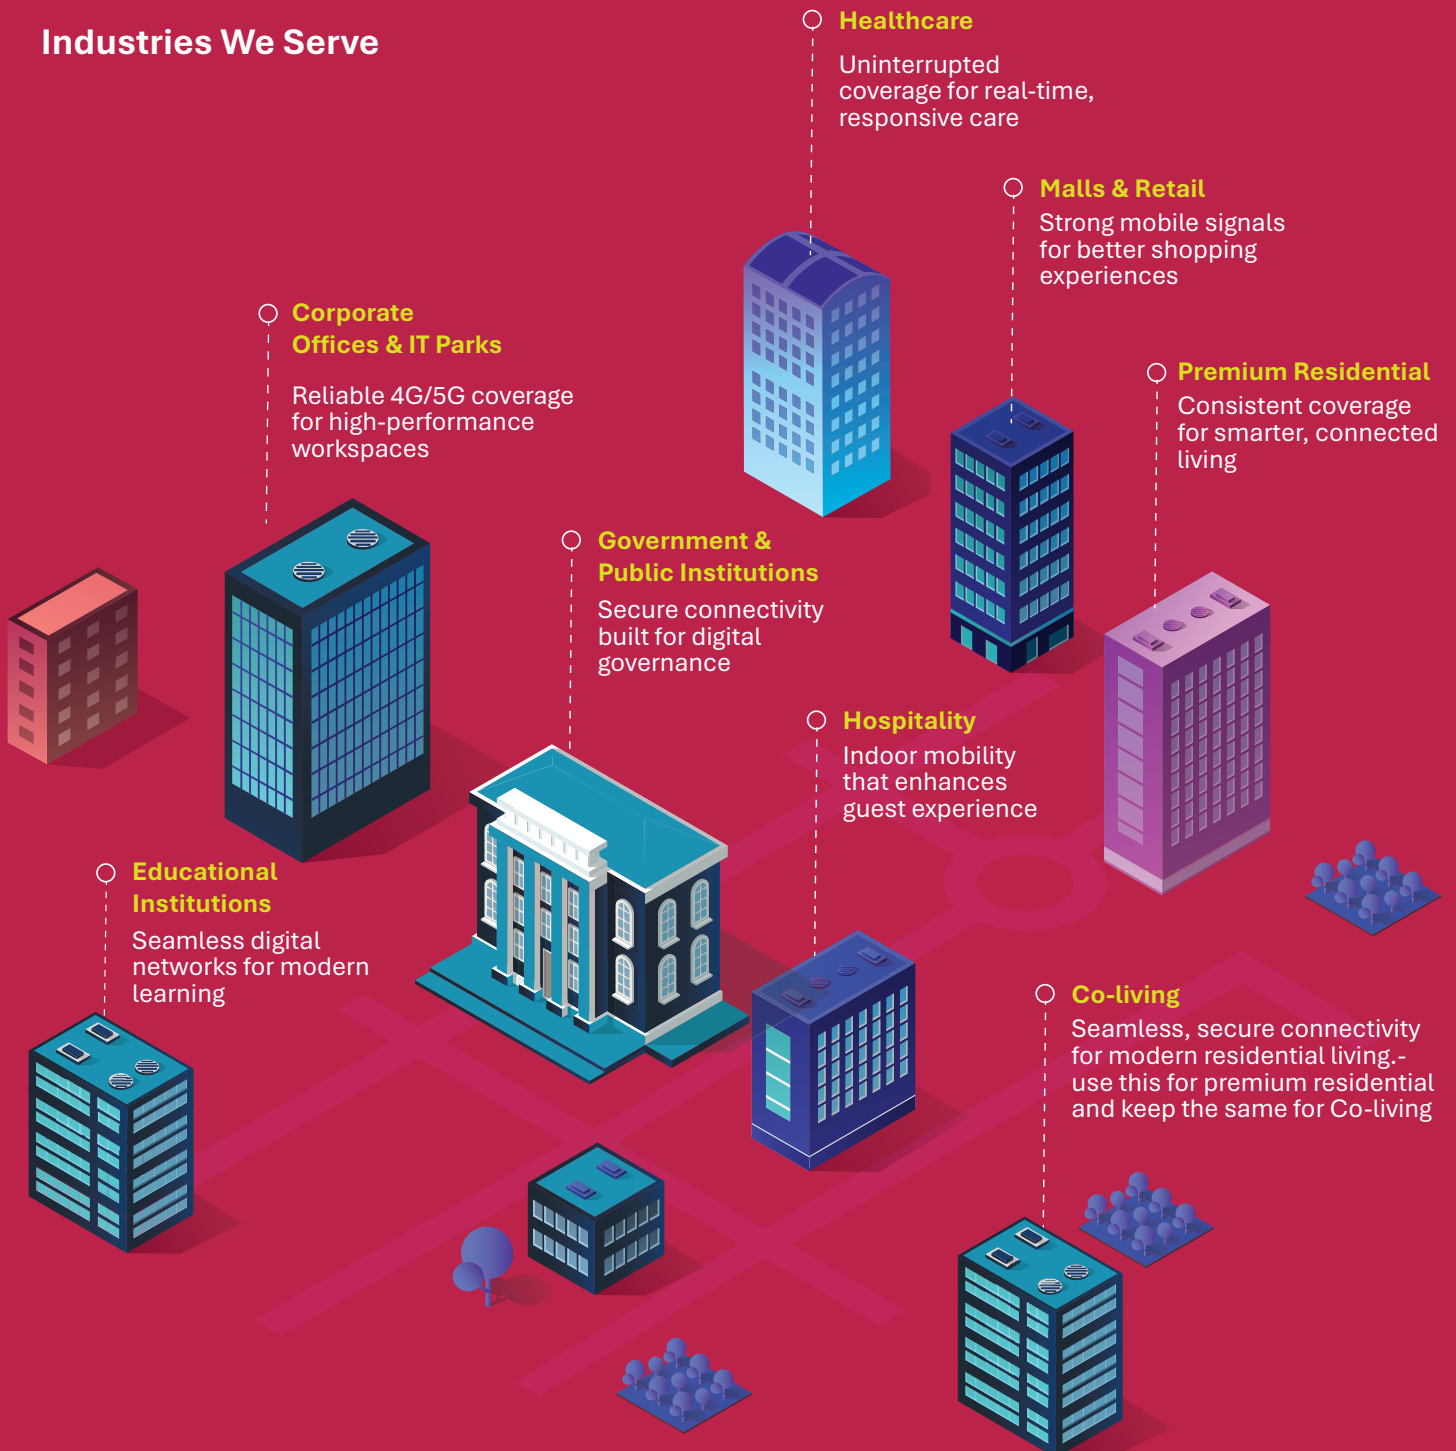 Industries We Serve
Healthcare
Uninterrupted
coverage for real-time,
responsive care
Malls & Retail
Strong mobile signals
for better shopping
experiences
Corporate
Offices & IT Parks
Reliable 4G/5G coverage
for high-performance
workspaces
Premium Residential
Consistent coverage
for smarter, connected
living
Government &
Public Institutions
Secure connectivity
built for digital
governance
Hospitality
Indoor mobility
that enhances
guest experience
Educational
Institutions
Seamless digital
networks for modern
learning
Co-living
Seamless, secure connectivity
for modern residential living.-
use this for premium residential
and keep the same for Co-living